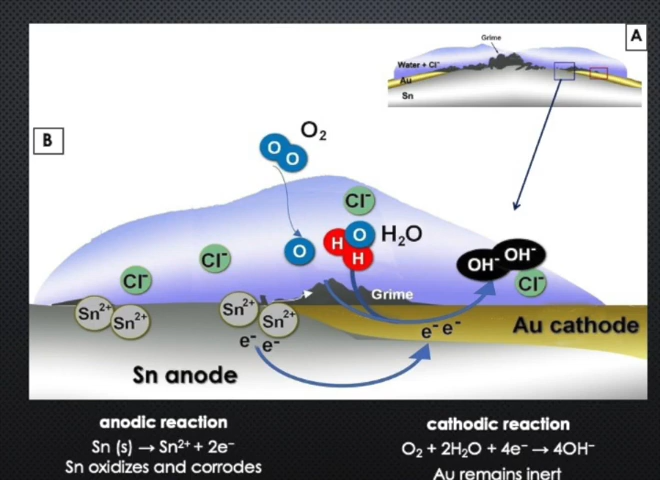 A
Grime
Water + Cl⁻
Au
Sn
B
O₂
O
O
Cl⁻
Cl⁻
Cl⁻
O
H
O
H
H₂O
OH⁻
OH⁻
Cl⁻
Sn²⁺
Sn²⁺
Sn²⁺
Sn²⁺
Grime
e⁻ e⁻
e⁻ e⁻
Au cathode
Sn anode
anodic reaction
Sn (s) → Sn²⁺ + 2e⁻
Sn oxidizes and corrodes
cathodic reaction
O₂ + 2H₂O + 4e⁻ → 4OH⁻
Au remains inert